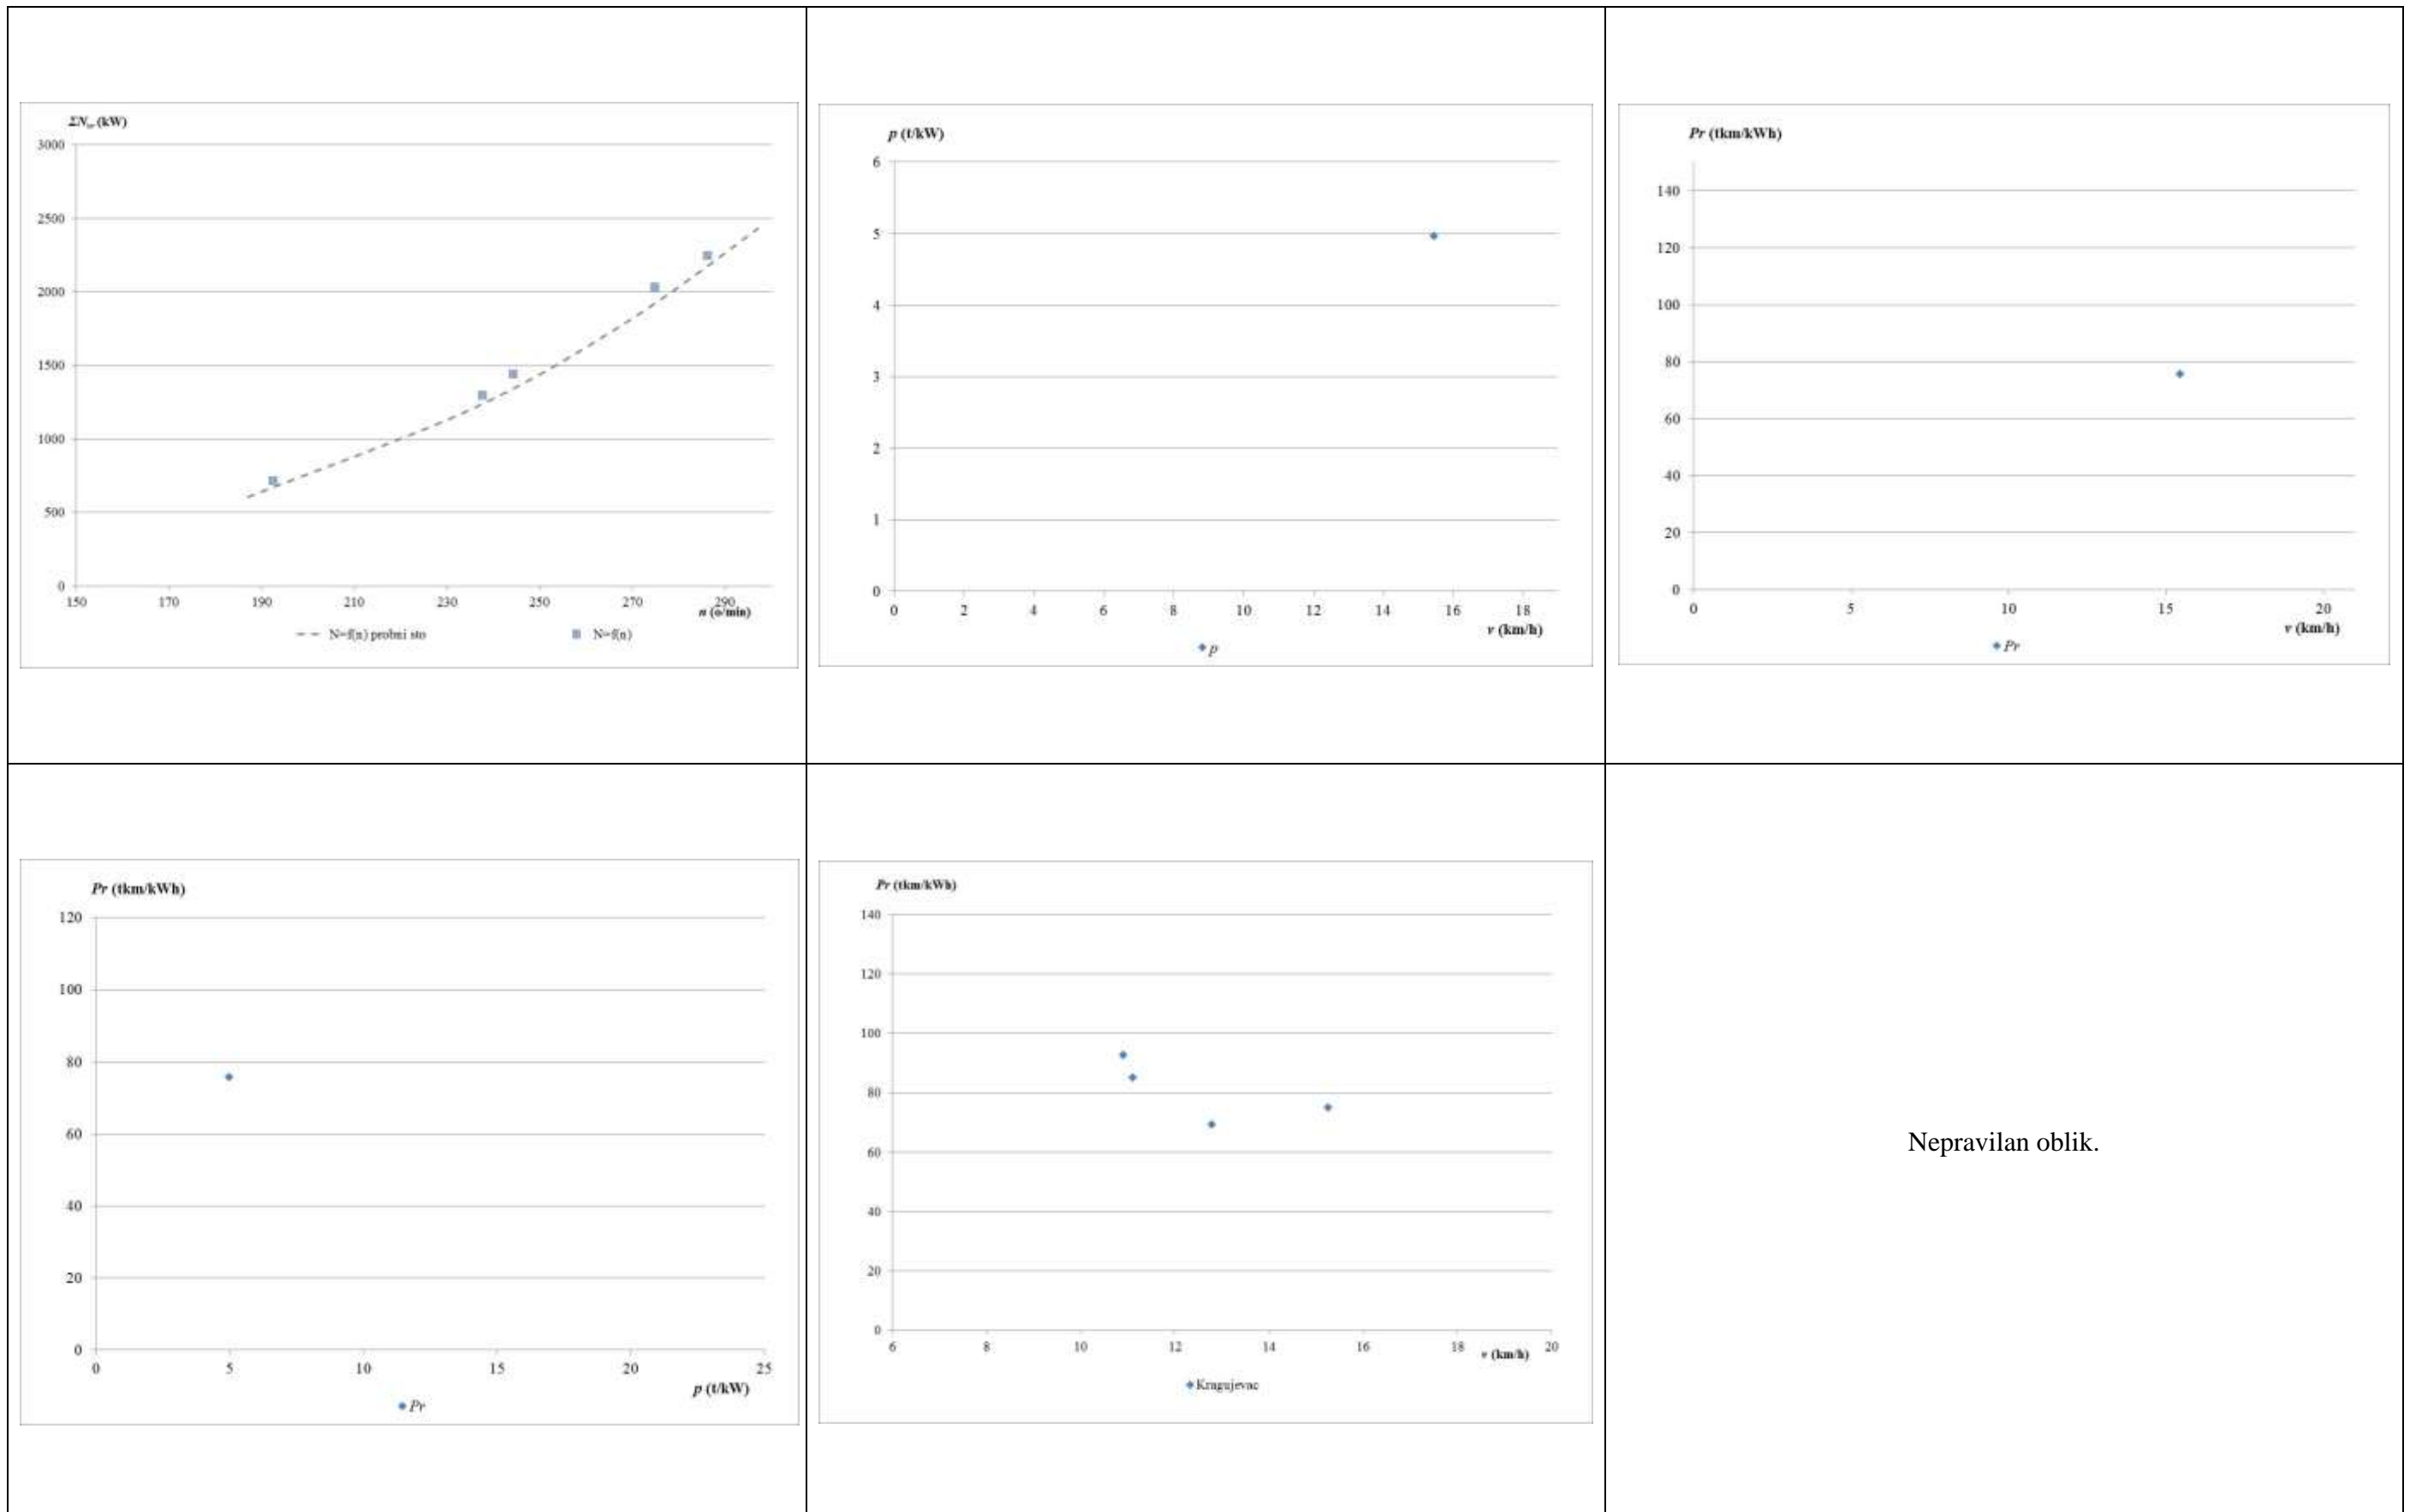 ΣNₜᵣ (kW)
3000
2500
2000
1500
1000
500
0
150 170 190 210 230 250 270 290
n (o/min)
N=f(n) probni sto N=f(n)
p (t/kW)
6
5
4
3
2
1
0
0 2 4 6 8 10 12 14 16 18
v (km/h)
p
Pr (tkm/kWh)
140
120
100
80
60
40
20
0
0 5 10 15 20
v (km/h)
Pr
Pr (tkm/kWh)
120
100
80
60
40
20
0
0 5 10 15 20 25
p (t/kW)
Pr
Pr (tkm/kWh)
140
120
100
80
60
40
20
0
6 8 10 12 14 16 18 20
v (km/h)
Kragujevac
Nepravilan oblik.